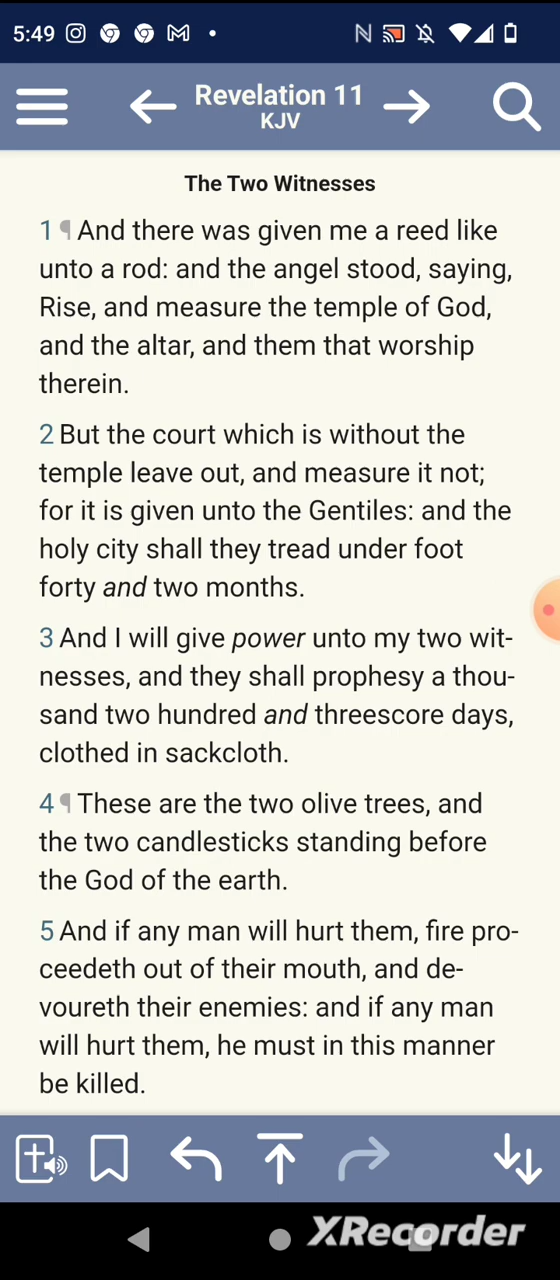 5:49
Revelation 11
KJV
The Two Witnesses
1 ¶ And there was given me a reed like
unto a rod: and the angel stood, saying,
Rise, and measure the temple of God,
and the altar, and them that worship
therein.
2 But the court which is without the
temple leave out, and measure it not;
for it is given unto the Gentiles: and the
holy city shall they tread under foot
forty and two months.
3 And I will give power unto my two wit-
nesses, and they shall prophesy a thou-
sand two hundred and threescore days,
clothed in sackcloth.
4 ¶ These are the two olive trees, and
the two candlesticks standing before
the God of the earth.
5 And if any man will hurt them, fire pro-
ceedeth out of their mouth, and de-
voureth their enemies: and if any man
will hurt them, he must in this manner
be killed.
XRecorder